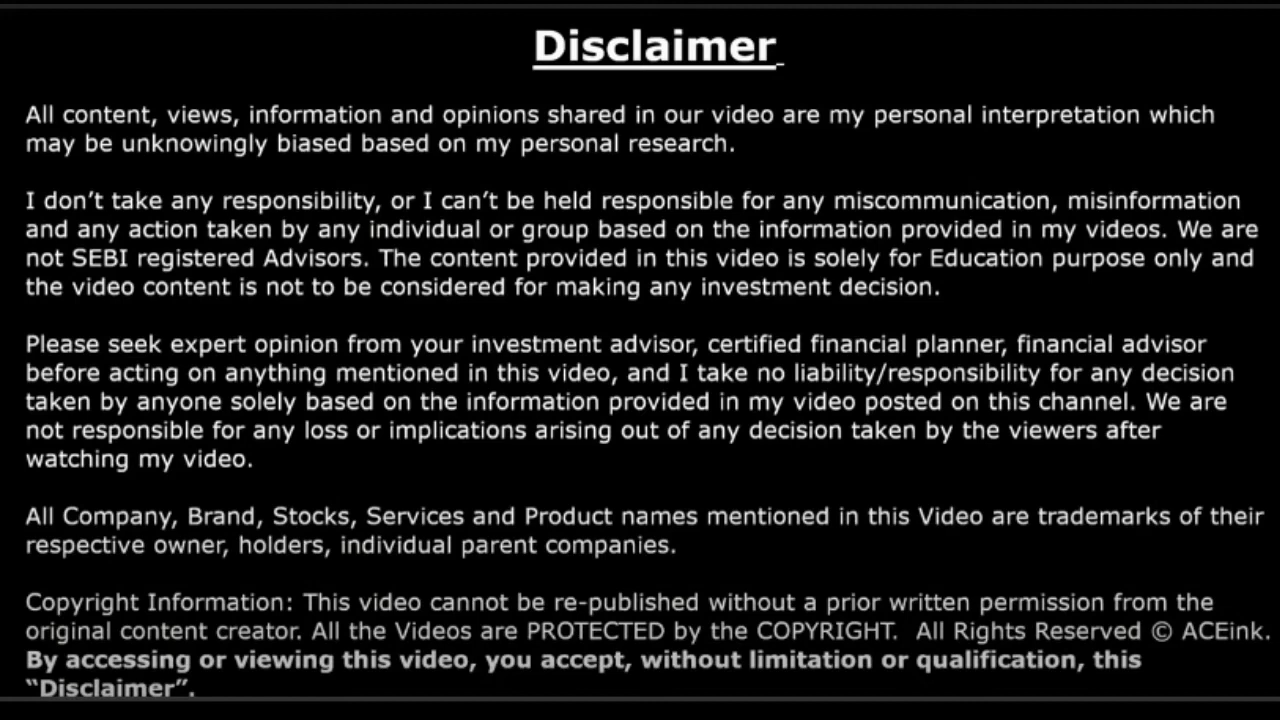 Disclaimer
All content, views, information and opinions shared in our video are my personal interpretation which
may be unknowingly biased based on my personal research.
I don’t take any responsibility, or I can’t be held responsible for any miscommunication, misinformation
and any action taken by any individual or group based on the information provided in my videos. We are
not SEBI registered Advisors. The content provided in this video is solely for Education purpose only and
the video content is not to be considered for making any investment decision.
Please seek expert opinion from your investment advisor, certified financial planner, financial advisor
before acting on anything mentioned in this video, and I take no liability/responsibility for any decision
taken by anyone solely based on the information provided in my video posted on this channel. We are
not responsible for any loss or implications arising out of any decision taken by the viewers after
watching my video.
All Company, Brand, Stocks, Services and Product names mentioned in this Video are trademarks of their
respective owner, holders, individual parent companies.
Copyright Information: This video cannot be re-published without a prior written permission from the
original content creator. All the Videos are PROTECTED by the COPYRIGHT.  All Rights Reserved © ACEink.
By accessing or viewing this video, you accept, without limitation or qualification, this
“Disclaimer”.